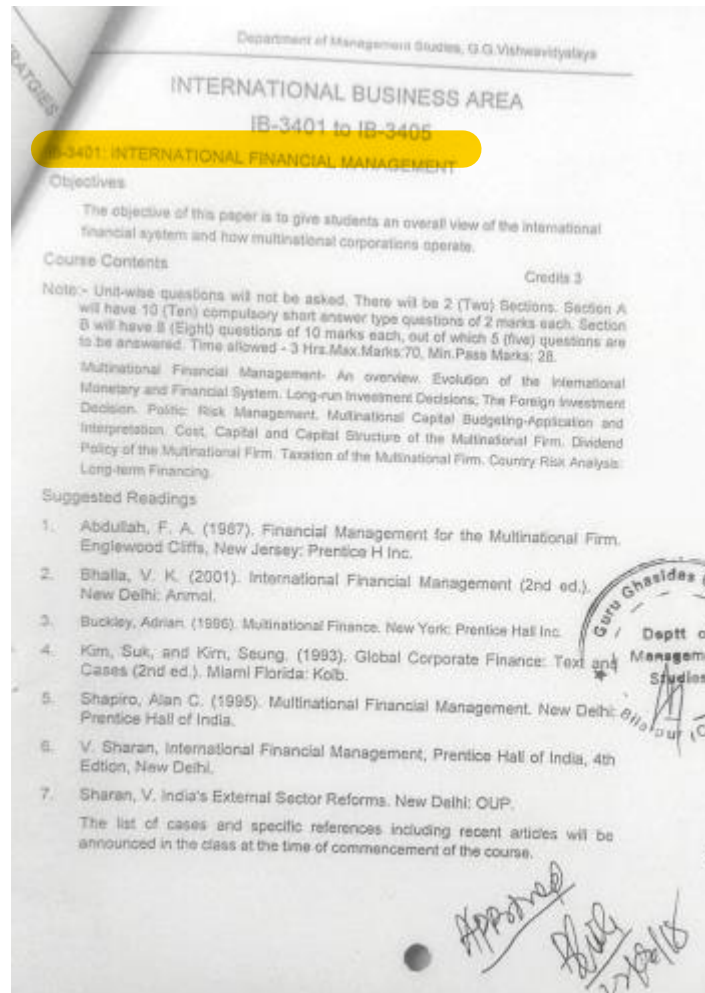 RATGIES
Department of Management Studies, G.G.Vishwavidyalaya
INTERNATIONAL BUSINESS AREA
IB-3401 to IB-3405
IB-3401: INTERNATIONAL FINANCIAL MANAGEMENT
Objectives
The objective of this paper is to give students an overall view of the international
financial system and how multinational corporations operate.
Course Contents
Credits 3
Note:- Unit-wise questions will not be asked. There will be 2 (Two) Sections. Section A
will have 10 (Ten) compulsory short answer type questions of 2 marks each. Section
B will have 8 (Eight) questions of 10 marks each, out of which 5 (five) questions are
to be answered. Time allowed - 3 Hrs.Max.Marks:70, Min.Pass Marks: 28.
Multinational Financial Management- An overview. Evolution of the International
Monetary and Financial System. Long-run Investment Decisions; The Foreign Investment
Decision. Politic: Risk Management. Multinational Capital Budgeting-Application and
Interpretation. Cost, Capital and Capital Structure of the Multinational Firm. Dividend
Policy of the Multinational Firm. Taxation of the Multinational Firm. Country Risk Analysis.
Long-term Financing.
Suggested Readings
1. Abdullah, F. A. (1987). Financial Management for the Multinational Firm.
Englewood Cliffs, New Jersey: Prentice H Inc.
2. Bhalla, V. K. (2001). International Financial Management (2nd ed.).
New Delhi: Anmol.
3. Buckley, Adrian. (1986). Multinational Finance. New York: Prentice Hall Inc.
4. Kim, Suk, and Kim, Seung. (1993). Global Corporate Finance: Text and
Cases (2nd ed.). Miami Florida: Kolb.
5. Shapiro, Alan C. (1995). Multinational Financial Management. New Delhi:
Prentice Hall of India.
6. V. Sharan, International Financial Management, Prentice Hall of India, 4th
Edtion, New Delhi.
7. Sharan, V. India's External Sector Reforms. New Delhi: OUP.
The list of cases and specific references including recent articles will be
announced in the class at the time of commencement of the course.
Guru Ghasidas
Deptt o
Managem
Studies
Bilaspur (C
Approved